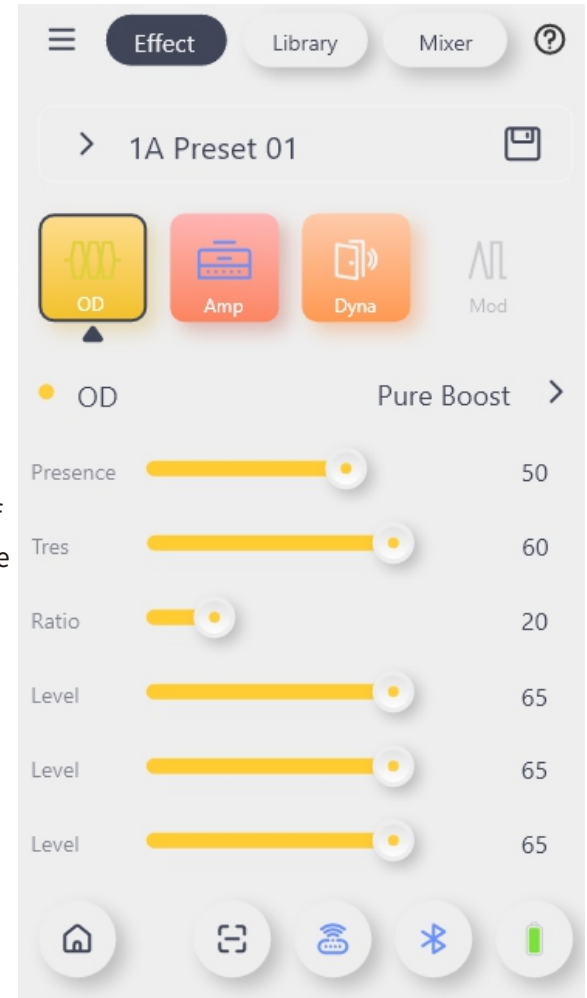 Effect Library Mixer
1A Preset 01
OD Amp Dyna Mod
OD Pure Boost
Presence 50
Tres 60
Ratio 20
Level 65
Level 65
Level 65